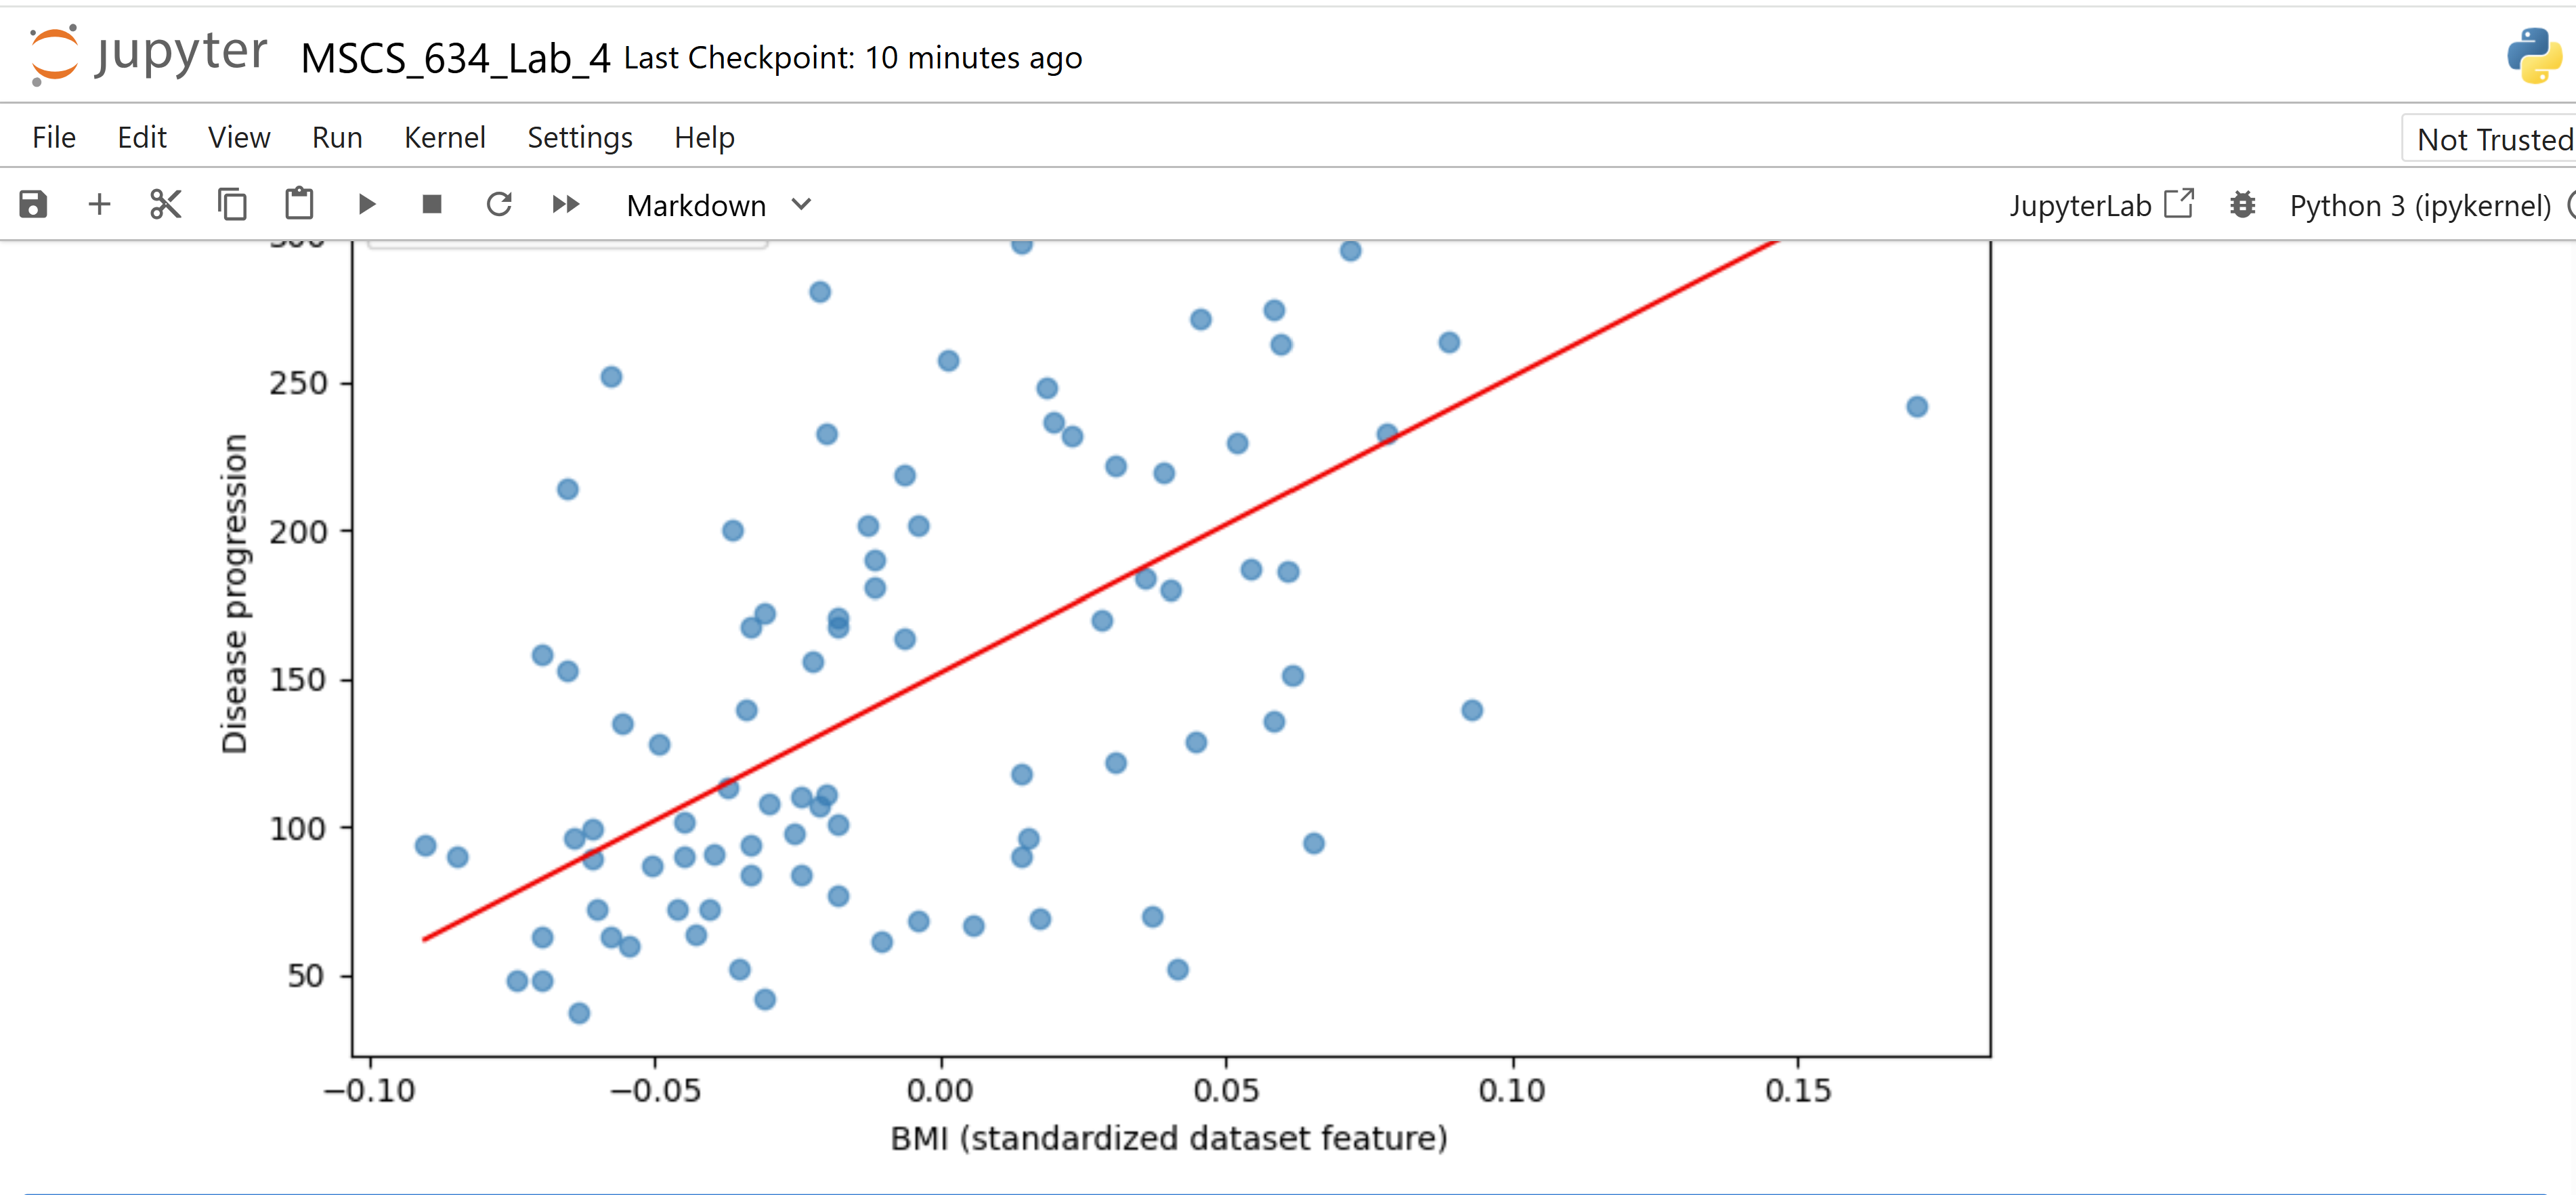 jupyter MSCS_634_Lab_4 Last Checkpoint: 10 minutes ago
File Edit View Run Kernel Settings Help Not Trusted
Markdown JupyterLab Python 3 (ipykernel)
300
250
200
150
100
50
Disease progression
−0.10 −0.05 0.00 0.05 0.10 0.15
BMI (standardized dataset feature)